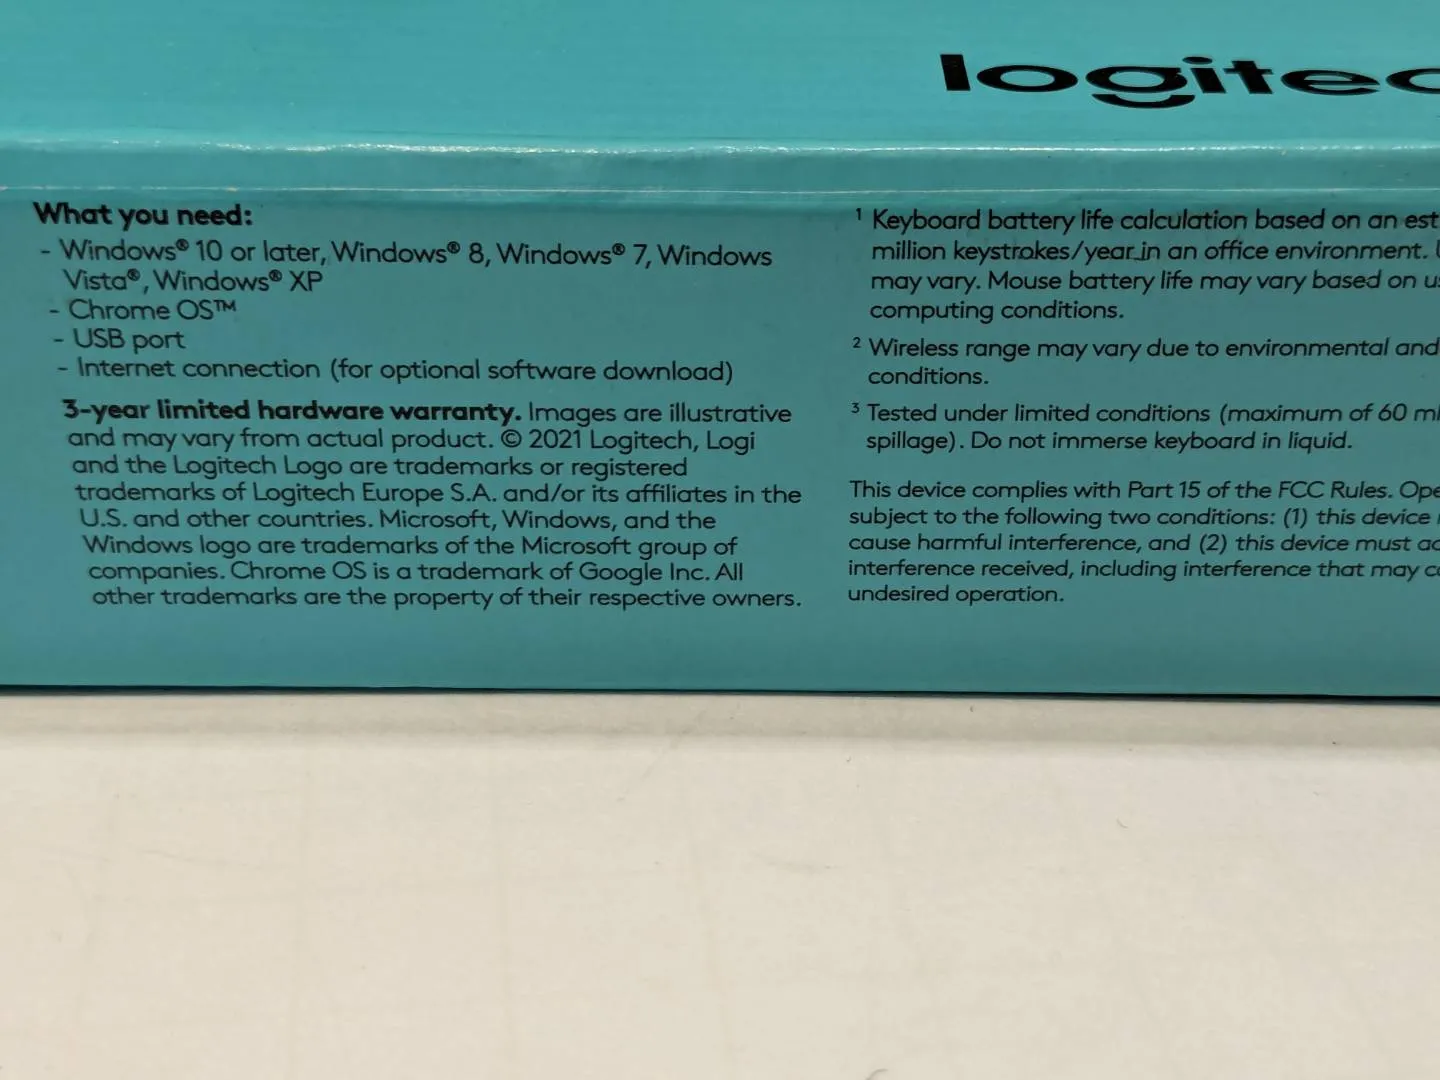 logitec
What you need:
- Windows® 10 or later, Windows® 8, Windows® 7, Windows
Vista®, Windows® XP
- Chrome OS™
- USB port
- Internet connection (for optional software download)
3-year limited hardware warranty. Images are illustrative
and may vary from actual product. © 2021 Logitech, Logi
and the Logitech Logo are trademarks or registered
trademarks of Logitech Europe S.A. and/or its affiliates in the
U.S. and other countries. Microsoft, Windows, and the
Windows logo are trademarks of the Microsoft group of
companies. Chrome OS is a trademark of Google Inc. All
other trademarks are the property of their respective owners.
¹ Keyboard battery life calculation based on an est
million keystrokes/year in an office environment.
may vary. Mouse battery life may vary based on us
computing conditions.
² Wireless range may vary due to environmental and
conditions.
³ Tested under limited conditions (maximum of 60 ml
spillage). Do not immerse keyboard in liquid.
This device complies with Part 15 of the FCC Rules. Ope
subject to the following two conditions: (1) this device
cause harmful interference, and (2) this device must ac
interference received, including interference that may ca
undesired operation.